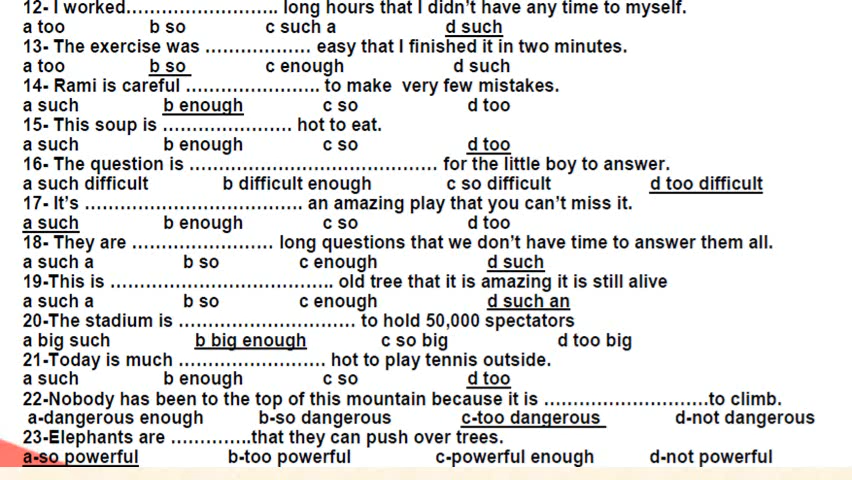 12- I worked........................ long hours that I didn't have any time to myself.
a too b so c such a d such
13- The exercise was .................. easy that I finished it in two minutes.
a too b so c enough d such
14- Rami is careful ....................... to make very few mistakes.
a such b enough c so d too
15- This soup is ...................... hot to eat.
a such b enough c so d too
16- The question is .......................................... for the little boy to answer.
a such difficult b difficult enough c so difficult d too difficult
17- It's ..................................... an amazing play that you can't miss it.
a such b enough c so d too
18- They are ........................ long questions that we don't have time to answer them all.
a such a b so c enough d such
19-This is ...................................... old tree that it is amazing it is still alive
a such a b so c enough d such an
20-The stadium is .............................. to hold 50,000 spectators
a big such b big enough c so big d too big
21-Today is much .......................... hot to play tennis outside.
a such b enough c so d too
22-Nobody has been to the top of this mountain because it is ............................to climb.
a-dangerous enough b-so dangerous c-too dangerous d-not dangerous
23-Elephants are ..............that they can push over trees.
a-so powerful b-too powerful c-powerful enough d-not powerful